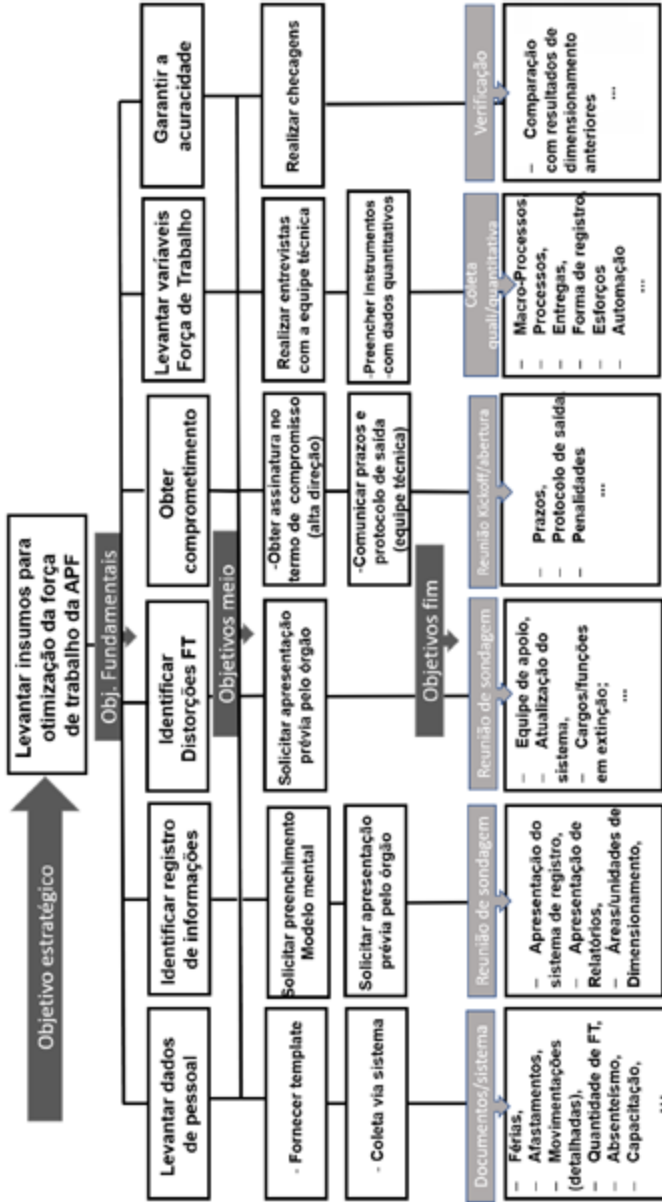 Objetivo estratégico
Levantar insumos para
otimização da força
de trabalho da APF
Obj. Fundamentais
Levantar dados
de pessoal
Identificar registro
de informações
Identificar
Distorções FT
Obter
comprometimento
Levantar variaveis
Força de Trabalho
Garantir a
acuracidade
Objetivos meio
- Fornecer template
Solicitar preenchimento
Modelo mental
Solicitar apresentação
prévia pelo órgão
-Obter assinatura no
termo de compromisso
(alta direção)
Realizar entrevistas
com a equipe técnica
Realizar checagens
- Coleta via sistema
Solicitar apresentação
prévia pelo órgão
-Comunicar prazos e
protocolo de saída
(equipe técnica)
-Preencher instrumentos
-com dados quantitativos
Objetivos fim
Documentos/sistema
Reunião de sondagem
Reunião de sondagem
Reunião Kickoff/abertura
Coleta
quali/quantitativa
Verificação
– Férias,
– Afastamentos,
– Movimentações
(detalhadas),
– Quantidade de FT,
– Absenteísmo,
– Capacitação,
...
– Apresentação do
sistema de registro,
– Apresentação de
Relatórios,
– Áreas/unidades de
Dimensionamento,
– Equipe de apoio,
– Atualização do
sistema,
– Cargos/funções
em extinção;
...
– Prazos,
– Protocolo de saída,
– Penalidades
...
– Macro-Processos,
– Processos,
– Entregas,
– Forma de registro,
– Esforços
– Automação
...
– Comparação
com resultados de
dimensionamento
anteriores
...